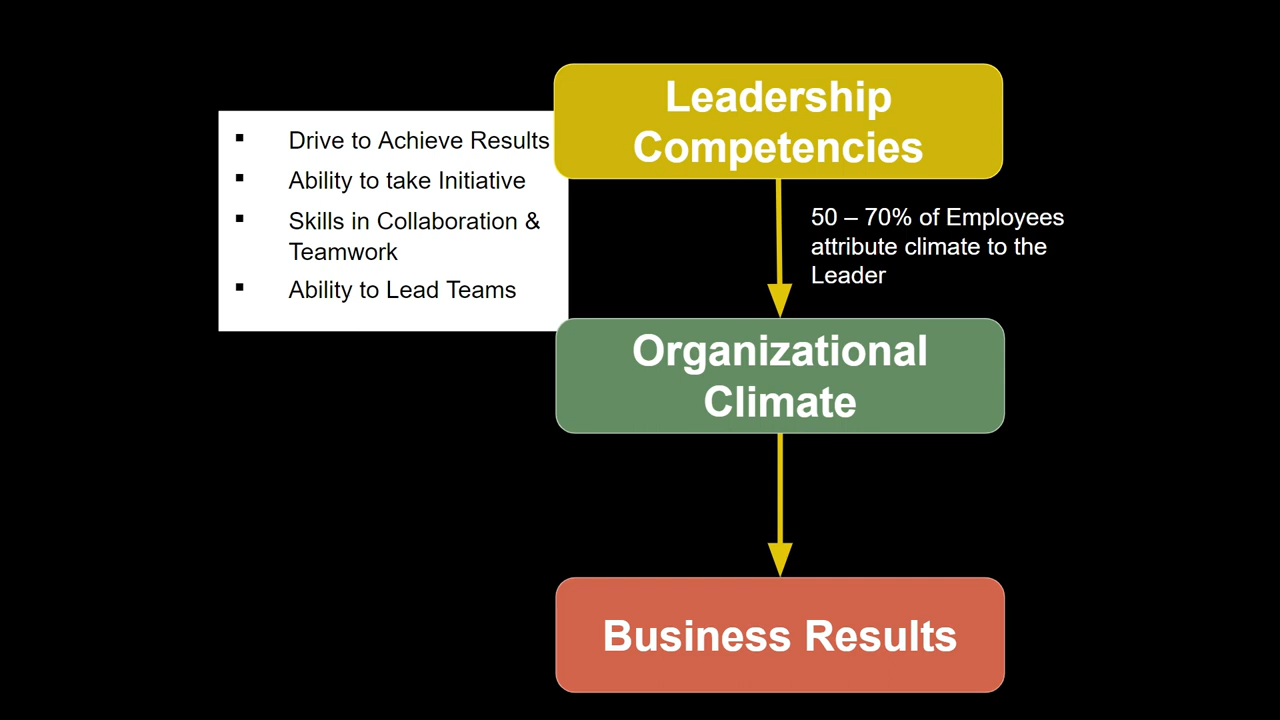 Leadership
Competencies
▪ Drive to Achieve Results
▪ Ability to take Initiative
▪ Skills in Collaboration &
Teamwork
▪ Ability to Lead Teams
50 – 70% of Employees
attribute climate to the
Leader
Organizational
Climate
Business Results